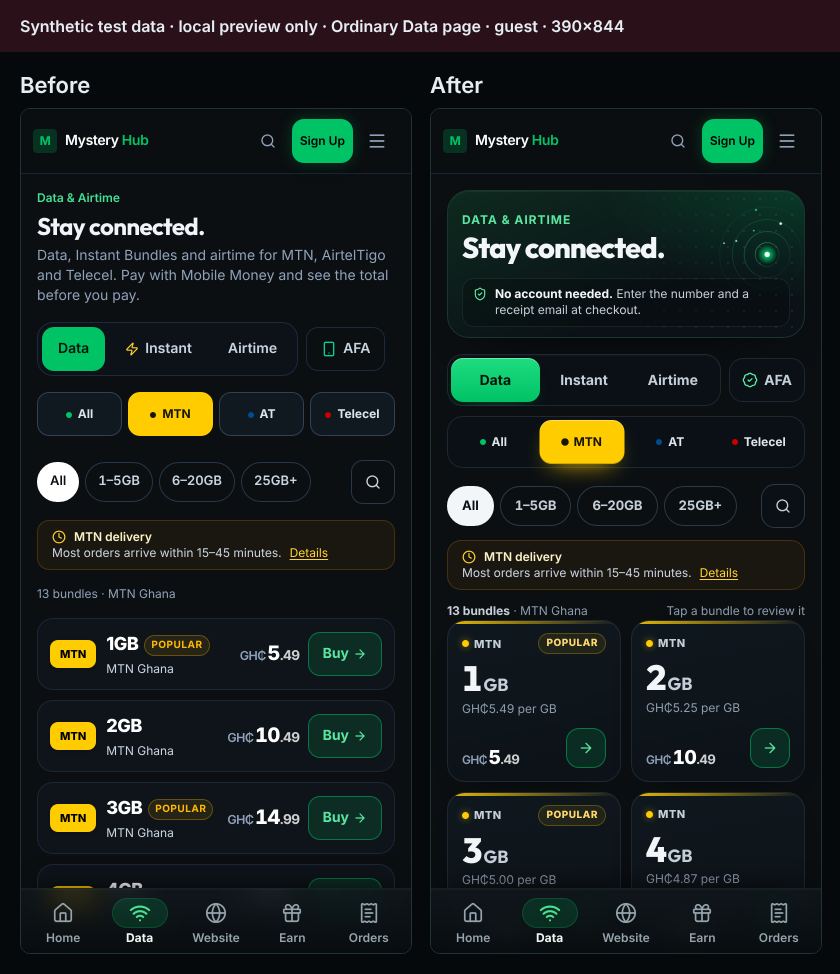 Synthetic test data · local preview only · Ordinary Data page · guest · 390×844
Before
M Mystery Hub Sign Up
Data & Airtime
Stay connected.
Data, Instant Bundles and airtime for MTN, AirtelTigo
and Telecel. Pay with Mobile Money and see the total
before you pay.
Data Instant Airtime AFA
All MTN AT Telecel
All 1–5GB 6–20GB 25GB+
MTN delivery
Most orders arrive within 15–45 minutes. Details
13 bundles · MTN Ghana
MTN 1GB POPULAR GH₵5.49 Buy →
MTN Ghana
MTN 2GB GH₵10.49 Buy →
MTN Ghana
MTN 3GB POPULAR GH₵14.99 Buy →
MTN Ghana
4GB
Home Data Website Earn Orders
After
M Mystery Hub Sign Up
DATA & AIRTIME
Stay connected.
No account needed. Enter the number and a
receipt email at checkout.
Data Instant Airtime AFA
All MTN AT Telecel
All 1–5GB 6–20GB 25GB+
MTN delivery
Most orders arrive within 15–45 minutes. Details
13 bundles · MTN Ghana Tap a bundle to review it
MTN POPULAR
1GB
GH₵5.49 per GB
GH₵5.49 →
MTN
2GB
GH₵5.25 per GB
GH₵10.49 →
MTN POPULAR
3GB
GH₵5.00 per GB
MTN
4GB
GH₵4.87 per GB
Home Data Website Earn Orders